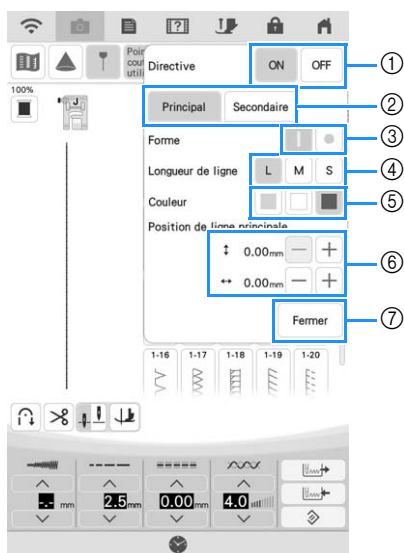 Poi
cou
utili
Directive
ON
OFF
①
100%
J
Principal
Secondaire
②
Forme
③
Longueur de ligne
L
M
S
④
Couleur
⑤
Position de ligne principale
0.00mm
0.00mm
⑥
Fermer
⑦
1-16
1-17
1-18
1-19
1-20
-.- mm
2.5mm
0.00mm
4.0